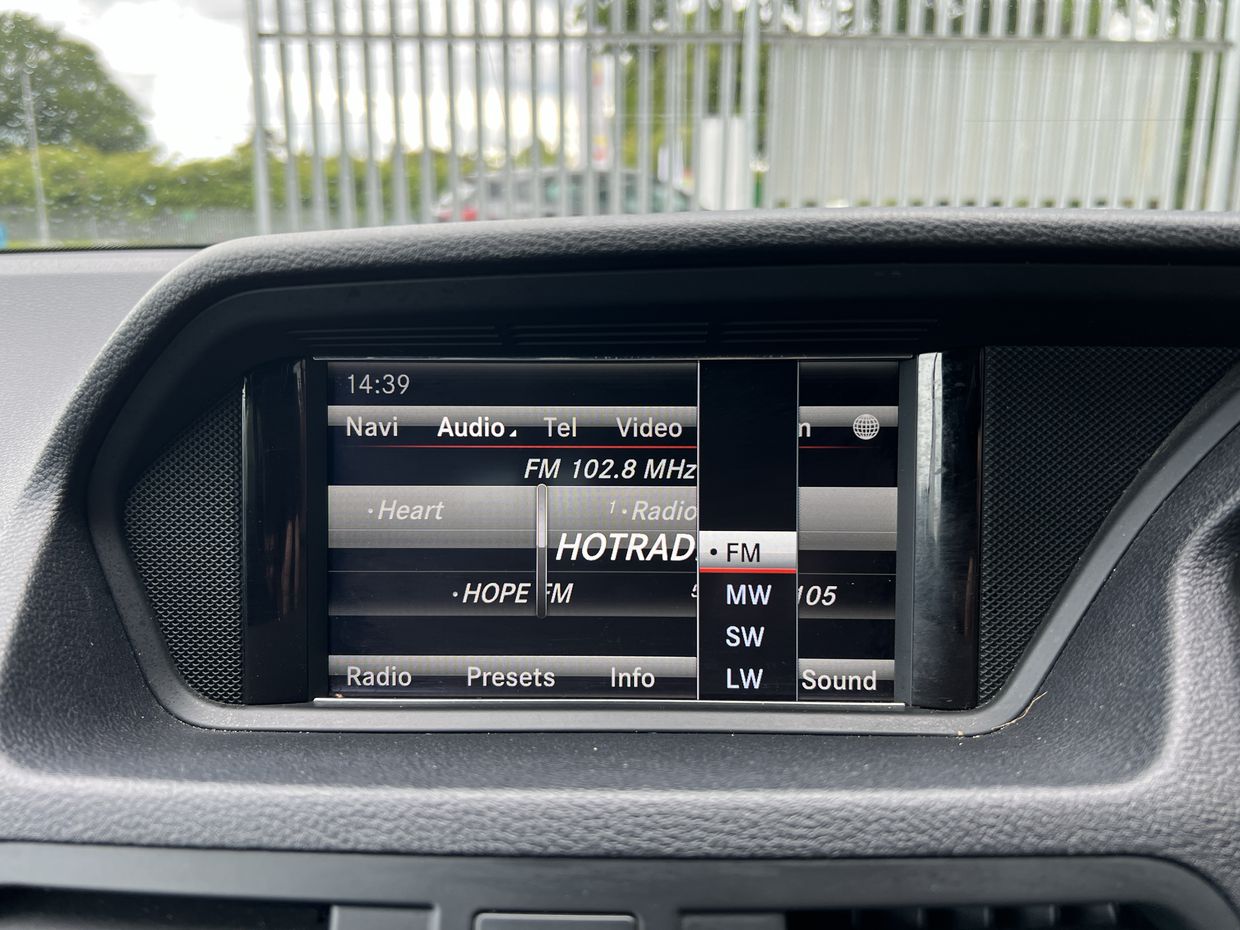 14:39
Navi Audio Tel Video m
FM 102.8 MHz
•Heart 1•Radio
HOTRAD
•HOPE FM 105
• FM
MW
SW
LW
Radio Presets Info Sound